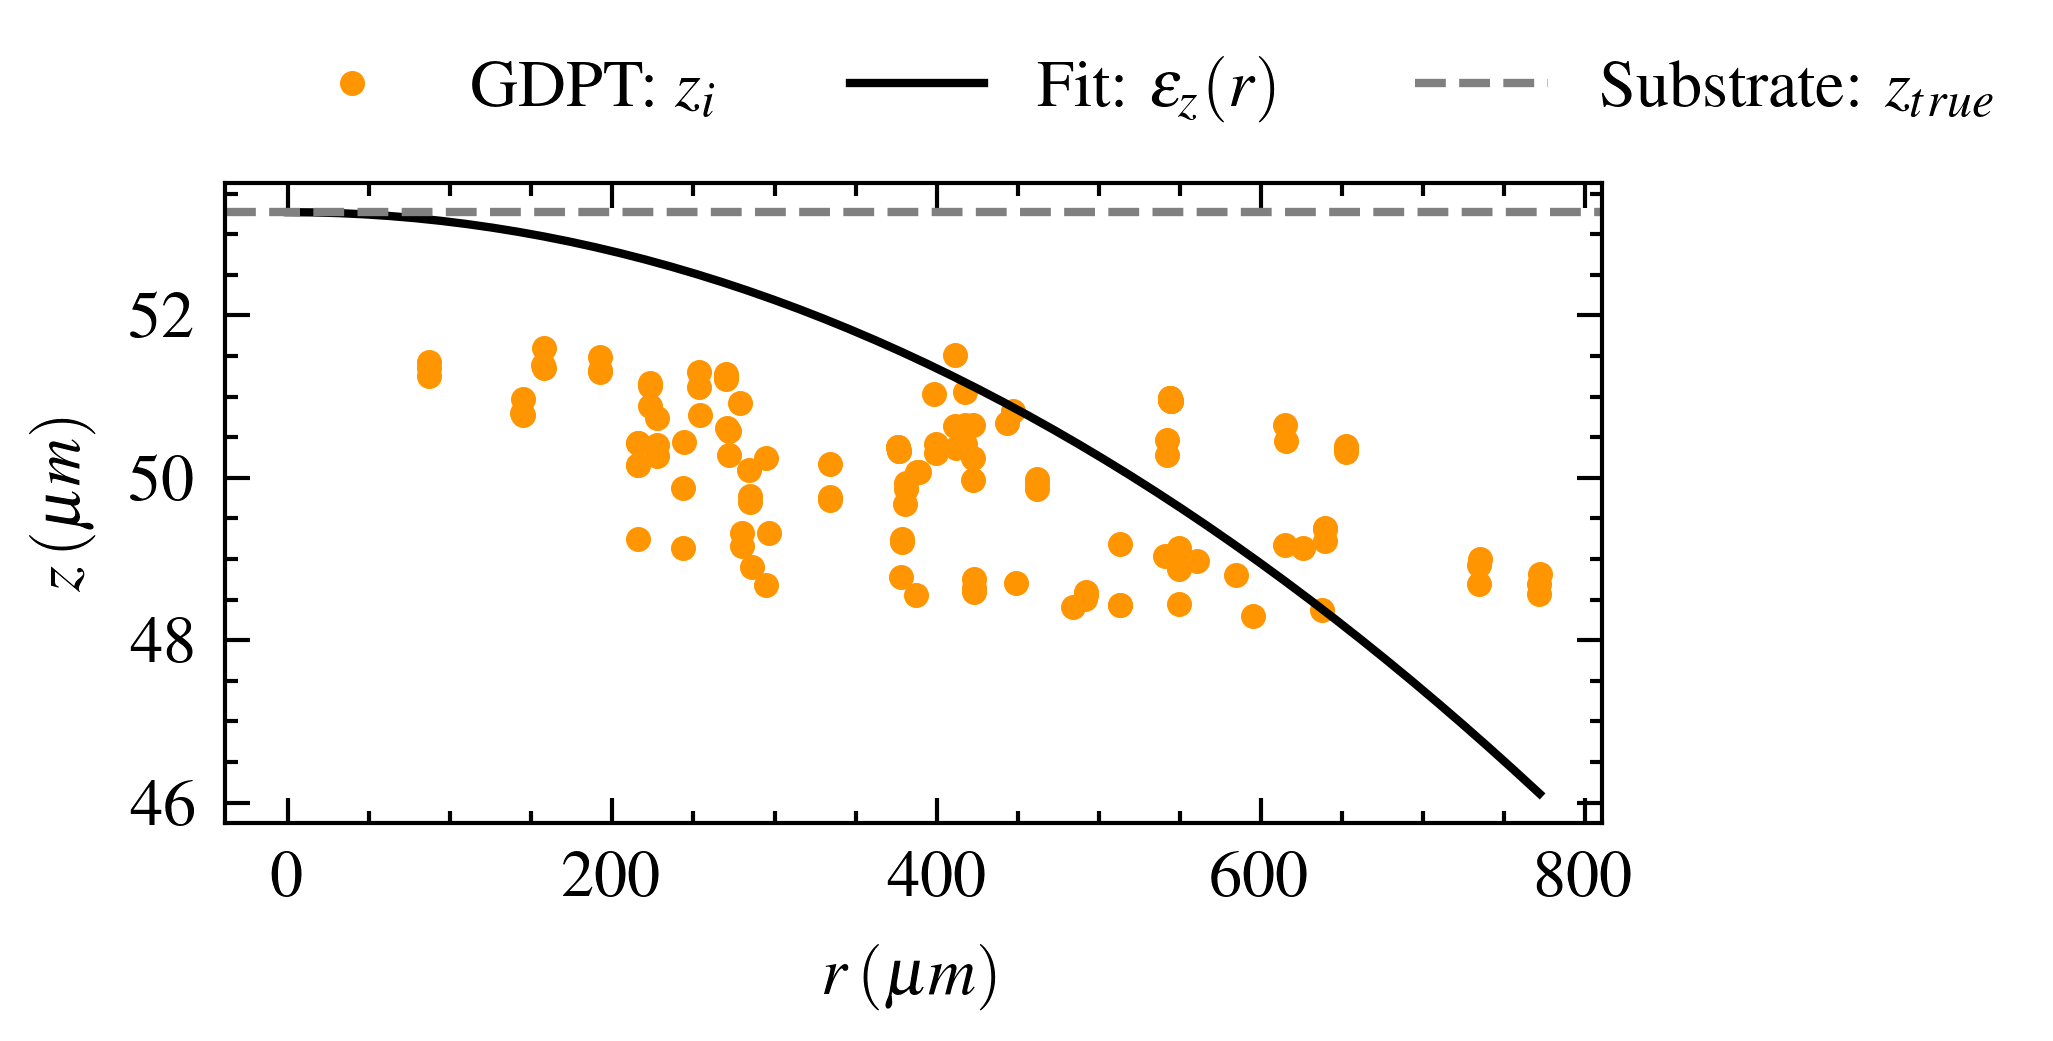 GDPT: z_i Fit: ε_z(r) Substrate: z_true
52
50
48
46
z (μm)
0 200 400 600 800
r (μm)